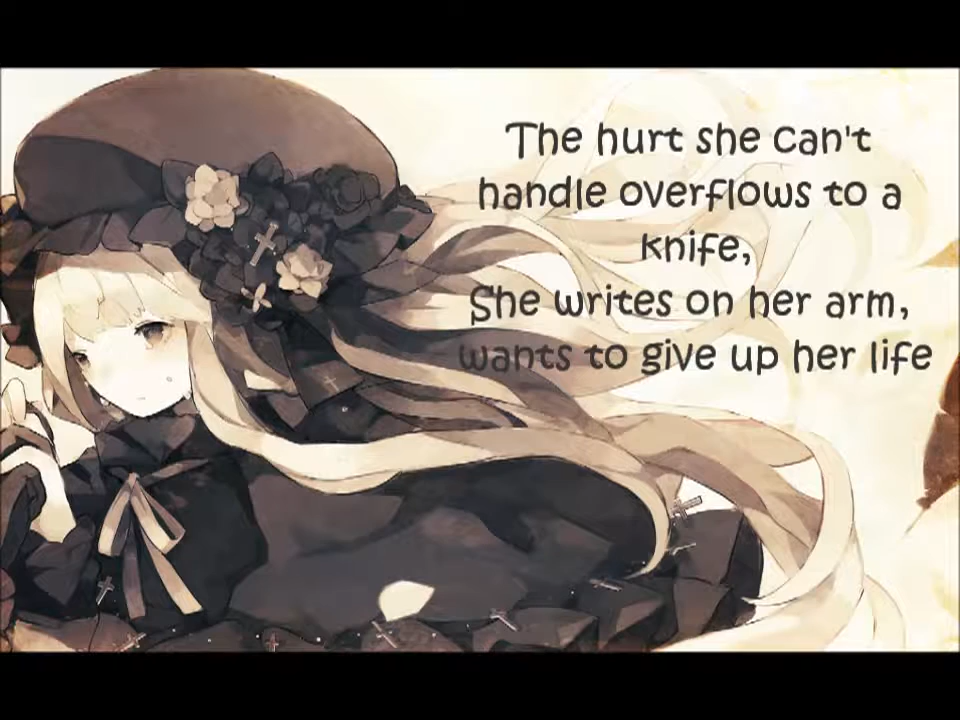 The hurt she can't
handle overflows to a
knife,
She writes on her arm,
wants to give up her life